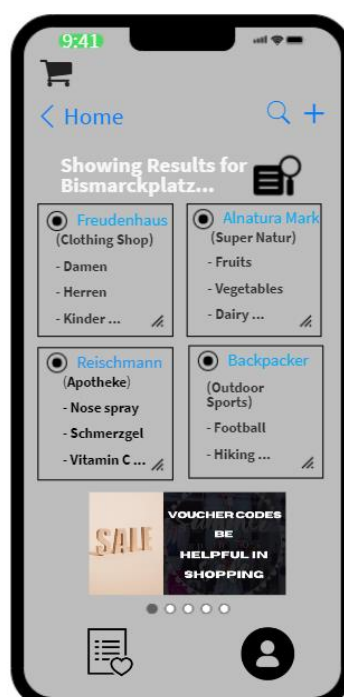 9:41
Home
Showing Results for
Bismarckplatz...
Freudenhaus
(Clothing Shop)
- Damen
- Herren
- Kinder ...
Alnatura Mark
(Super Natur)
- Fruits
- Vegetables
- Dairy ...
Reischmann
(Apotheke)
- Nose spray
- Schmerzgel
- Vitamin C ...
Backpacker
(Outdoor
Sports)
- Football
- Hiking ...
SALE
VOUCHER CODES
BE
HELPFUL IN
SHOPPING